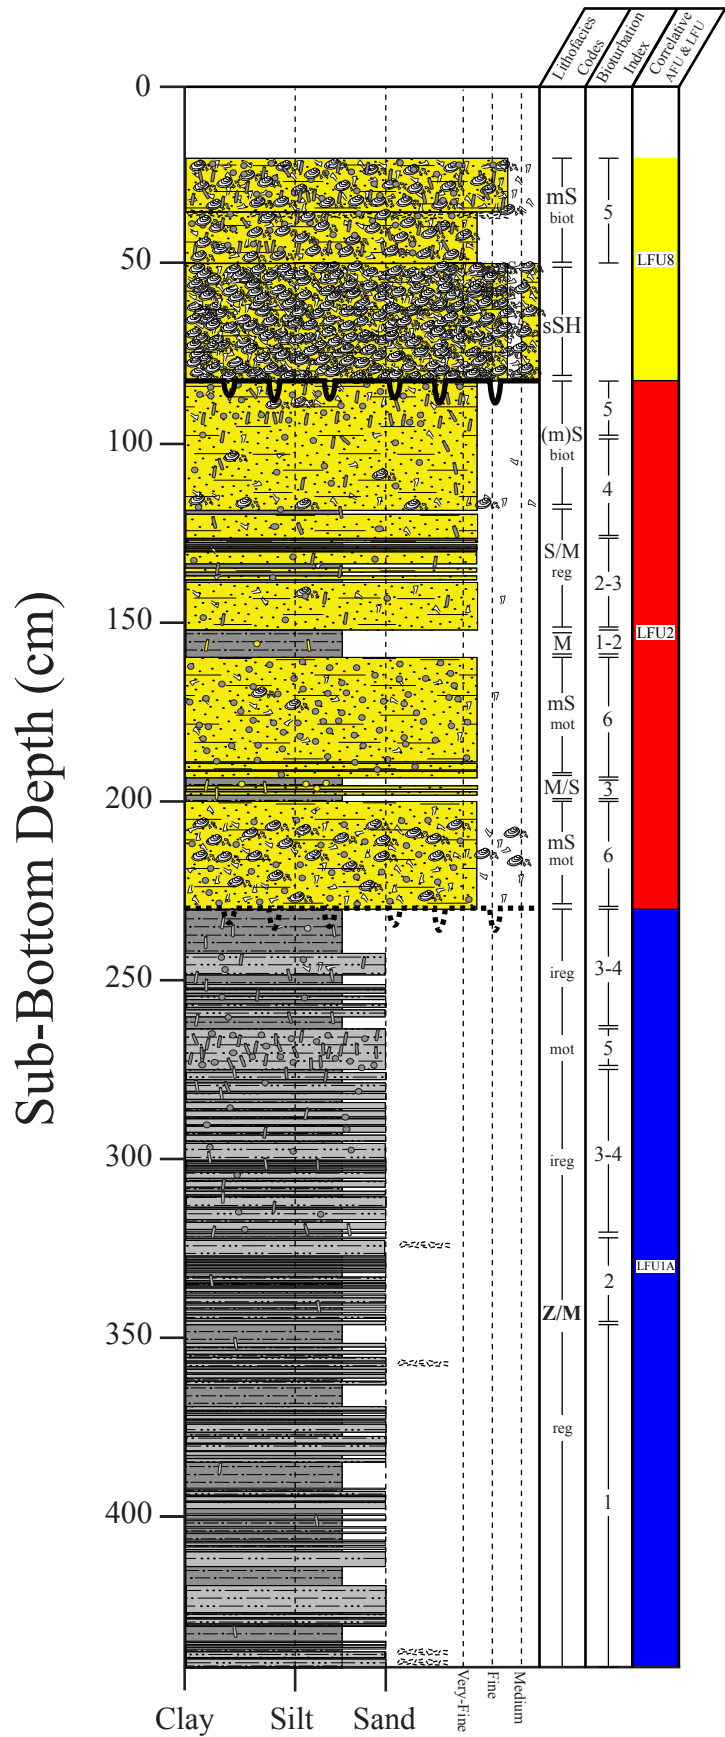 Lithofacies
Codes
Bioturbation
Index
Correlative
AFU & LFU
Sub-Bottom Depth (cm)
0
50
100
150
200
250
300
350
400
mS
biot
sSH
(m)S
biot
S/M
reg
M
mS
mot
M/S
mS
mot
ireg
mot
ireg
Z/M
reg
5
5
4
2-3
1-2
6
3
6
3-4
5
3-4
2
1
LFU8
LFU2
LFU1A
Clay
Silt
Sand
Very-Fine
Fine
Medium